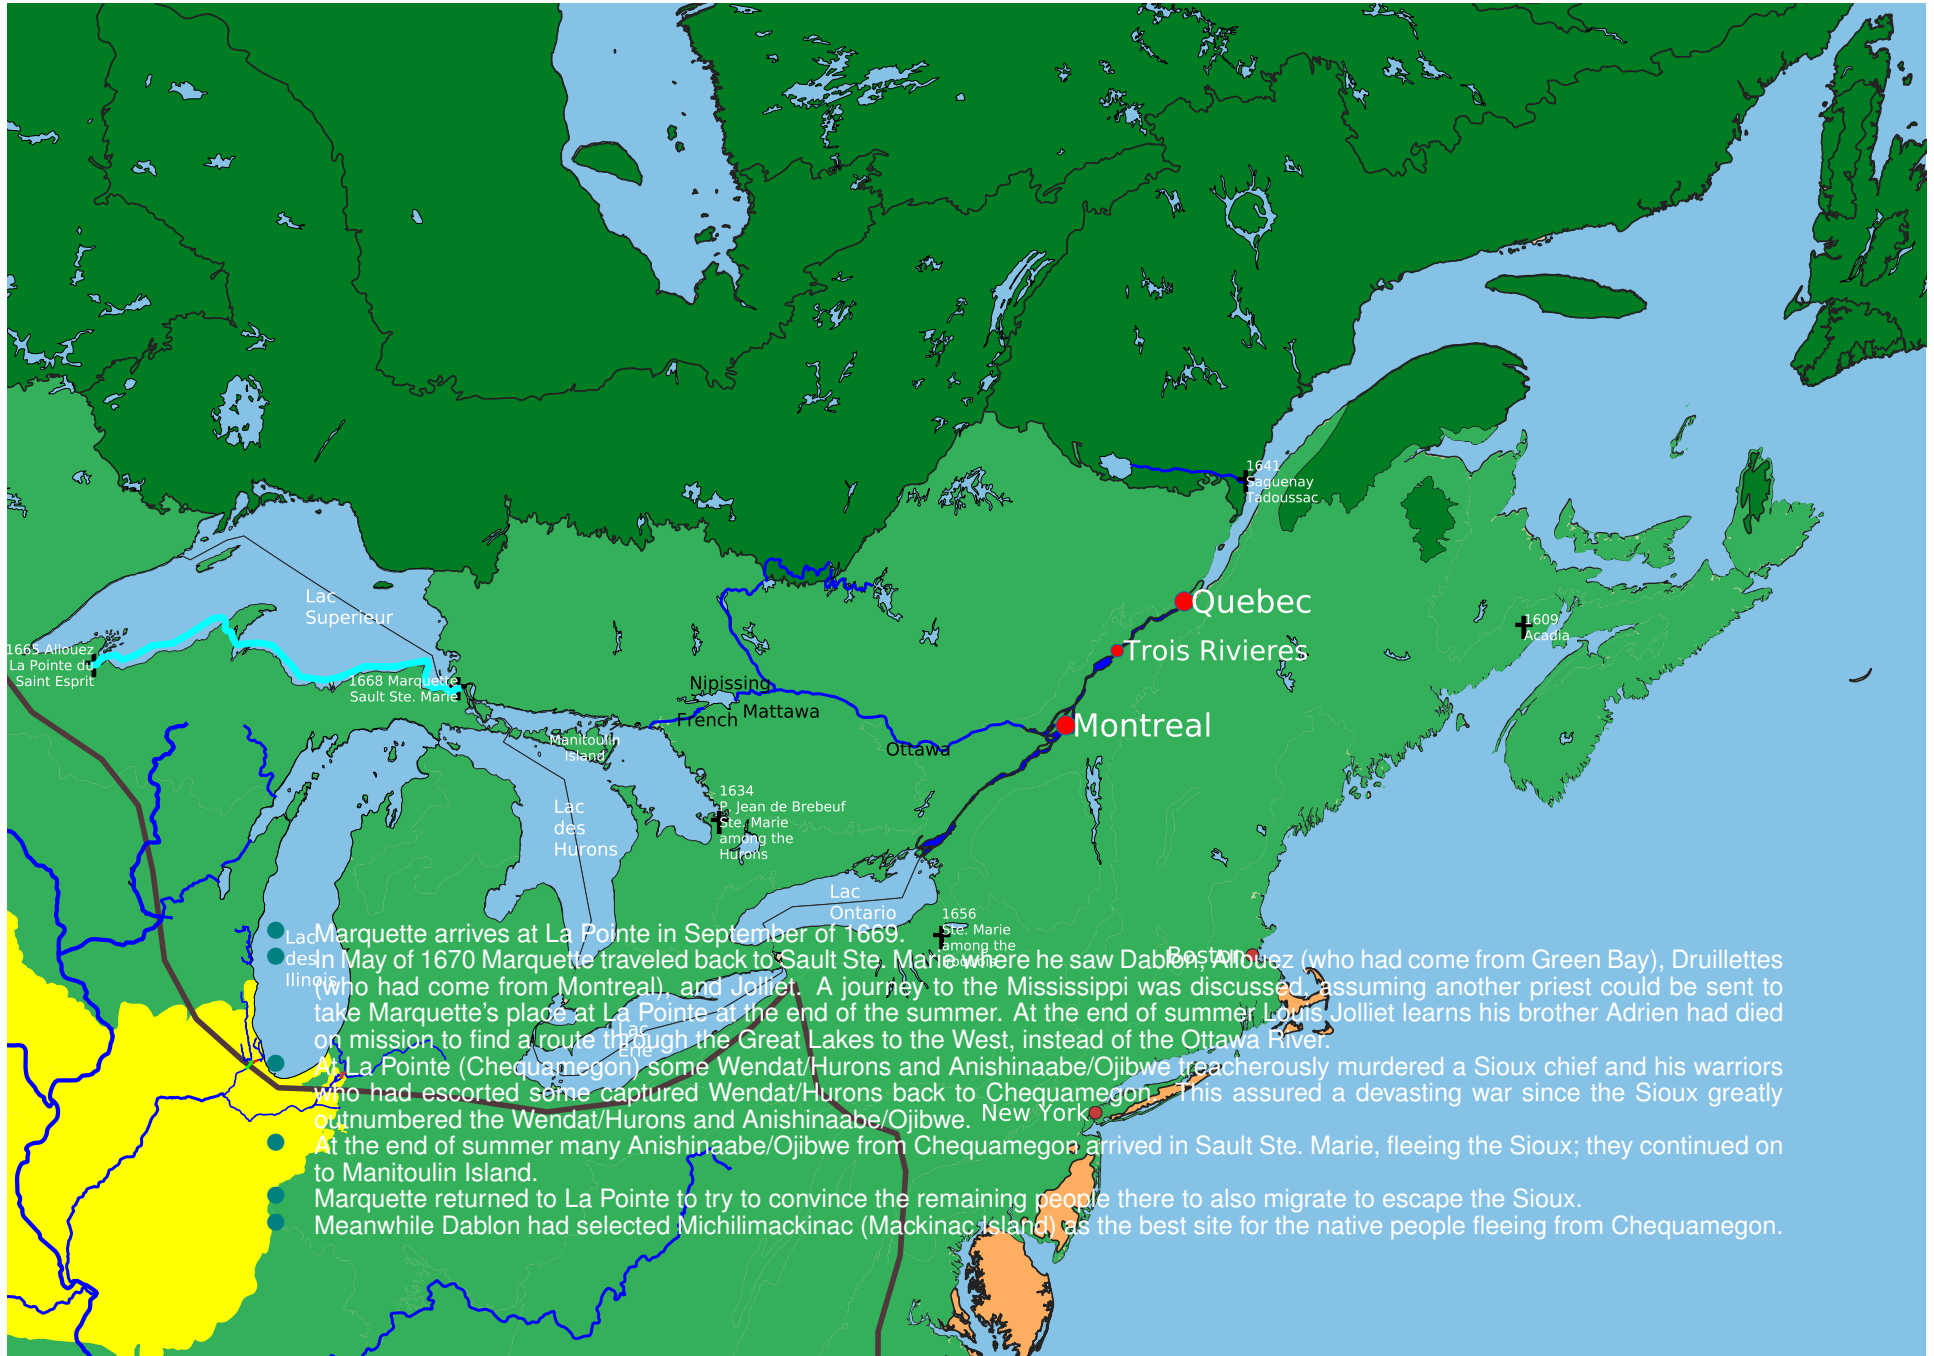 1641
Saguenay
Tadoussac
Lac
Superieur
Quebec
1609
Acadia
1665 Allouez
La Pointe du
Saint Esprit
Trois Rivieres
1668 Marquette
Sault Ste. Marie
Nipissing
French
Mattawa
Montreal
Manitoulin
Island
Ottawa
1634
P. Jean de Brebeuf
Ste. Marie
among the
Hurons
Lac
des
Hurons
Lac
Ontario
1656
Ste. Marie
among the
Iroquois
Boston
Lac
des
Ilinois
Lac
Erie
New York
Marquette arrives at La Pointe in September of 1669.
In May of 1670 Marquette traveled back to Sault Ste. Marie where he saw Dablon, Allouez (who had come from Green Bay), Druillettes
(who had come from Montreal), and Jolliet. A journey to the Mississippi was discussed, assuming another priest could be sent to
take Marquette's place at La Pointe at the end of the summer. At the end of summer Louis Jolliet learns his brother Adrien had died
on mission to find a route through the Great Lakes to the West, instead of the Ottawa River.
At La Pointe (Chequamegon) some Wendat/Hurons and Anishinaabe/Ojibwe treacherously murdered a Sioux chief and his warriors
who had escorted some captured Wendat/Hurons back to Chequamegon. This assured a devasting war since the Sioux greatly
outnumbered the Wendat/Hurons and Anishinaabe/Ojibwe.
At the end of summer many Anishinaabe/Ojibwe from Chequamegon arrived in Sault Ste. Marie, fleeing the Sioux; they continued on
to Manitoulin Island.
Marquette returned to La Pointe to try to convince the remaining people there to also migrate to escape the Sioux.
Meanwhile Dablon had selected Michilimackinac (Mackinac Island) as the best site for the native people fleeing from Chequamegon.